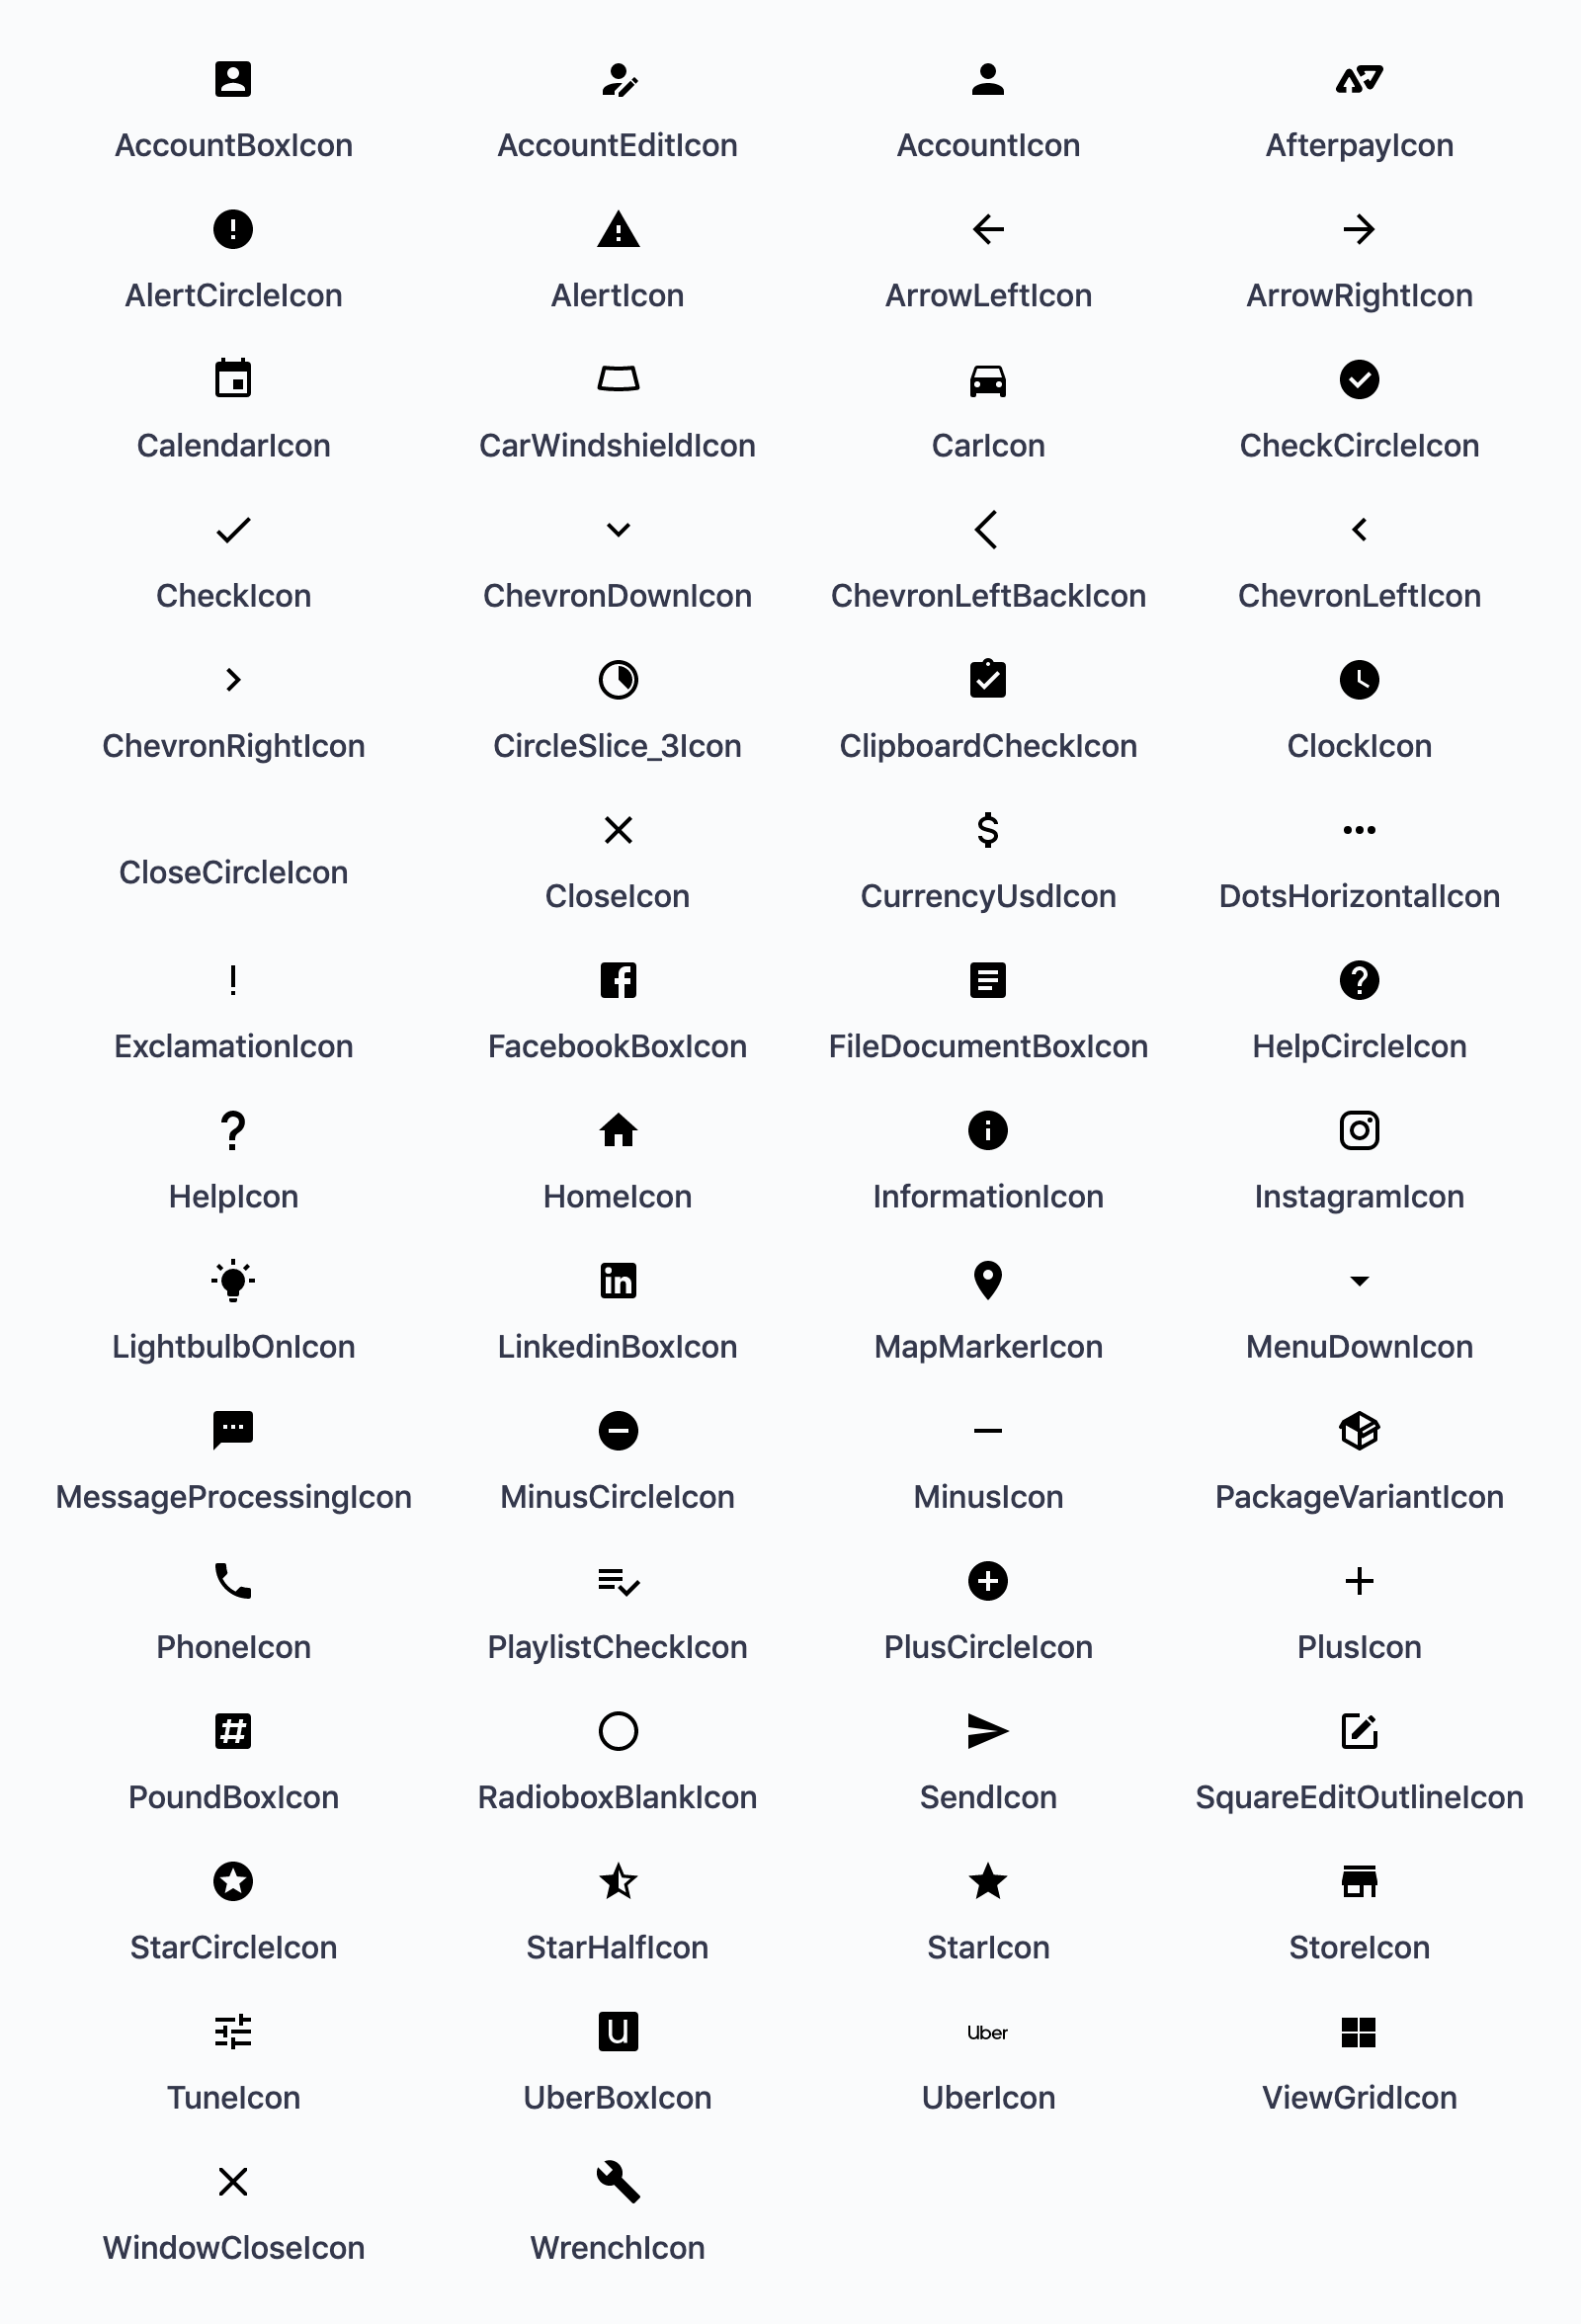 AccountBoxIcon AccountEditIcon AccountIcon AfterpayIcon
AlertCircleIcon AlertIcon ArrowLeftIcon ArrowRightIcon
CalendarIcon CarWindshieldIcon CarIcon CheckCircleIcon
CheckIcon ChevronDownIcon ChevronLeftBackIcon ChevronLeftIcon
ChevronRightIcon CircleSlice_3Icon ClipboardCheckIcon ClockIcon
CloseCircleIcon CloseIcon CurrencyUsdIcon DotsHorizontalIcon
ExclamationIcon FacebookBoxIcon FileDocumentBoxIcon HelpCircleIcon
HelpIcon HomeIcon InformationIcon InstagramIcon
in
LightbulbOnIcon LinkedinBoxIcon MapMarkerIcon MenuDownIcon
MessageProcessingIcon MinusCircleIcon MinusIcon PackageVariantIcon
PhoneIcon PlaylistCheckIcon PlusCircleIcon PlusIcon
PoundBoxIcon RadioboxBlankIcon SendIcon SquareEditOutlineIcon
StarCircleIcon StarHalfIcon StarIcon StoreIcon
U Uber
TuneIcon UberBoxIcon UberIcon ViewGridIcon
WindowCloseIcon WrenchIcon